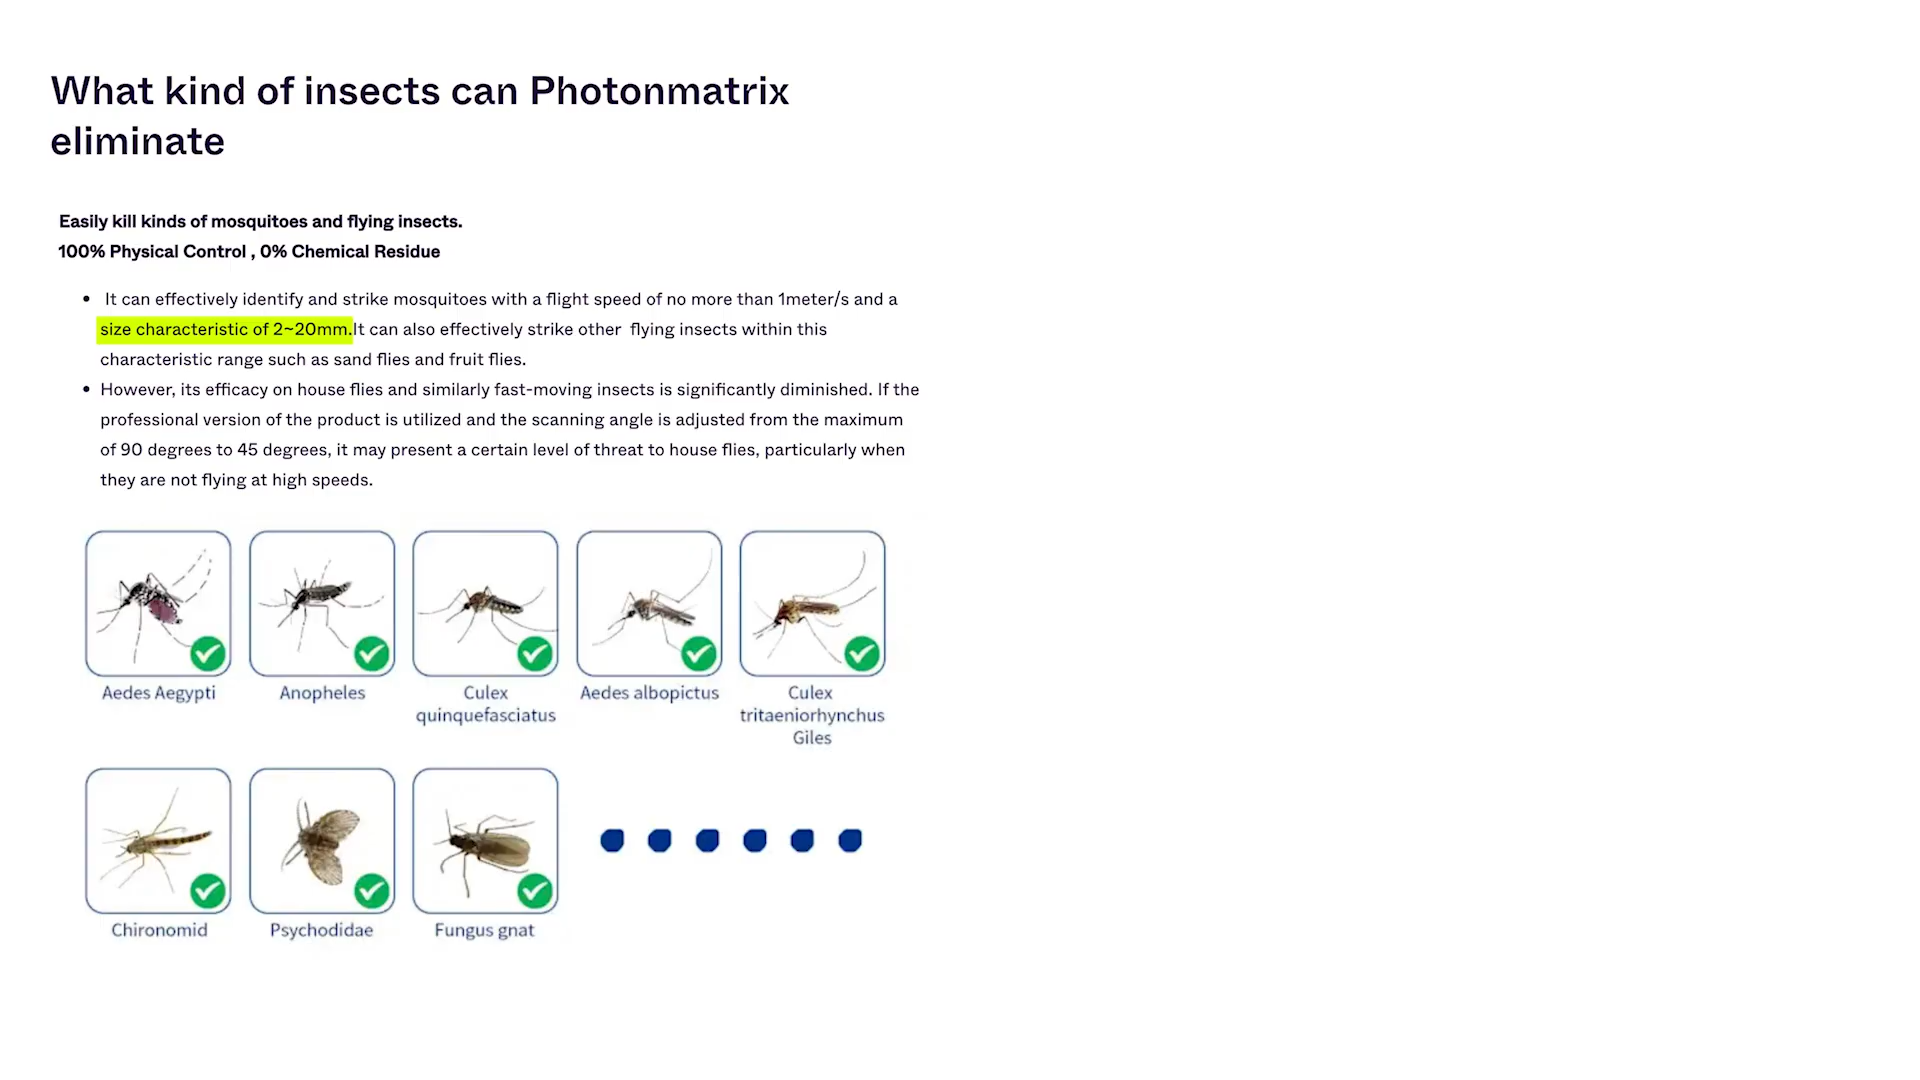 What kind of insects can Photonmatrix
eliminate
Easily kill kinds of mosquitoes and flying insects.
100% Physical Control , 0% Chemical Residue
• It can effectively identify and strike mosquitoes with a flight speed of no more than 1meter/s and a
size characteristic of 2~20mm.It can also effectively strike other flying insects within this
characteristic range such as sand flies and fruit flies.
• However, its efficacy on house flies and similarly fast-moving insects is significantly diminished. If the
professional version of the product is utilized and the scanning angle is adjusted from the maximum
of 90 degrees to 45 degrees, it may present a certain level of threat to house flies, particularly when
they are not flying at high speeds.
Aedes Aegypti
Anopheles
Culex
quinquefasciatus
Aedes albopictus
Culex
tritaeniorhynchus
Giles
Chironomid
Psychodidae
Fungus gnat